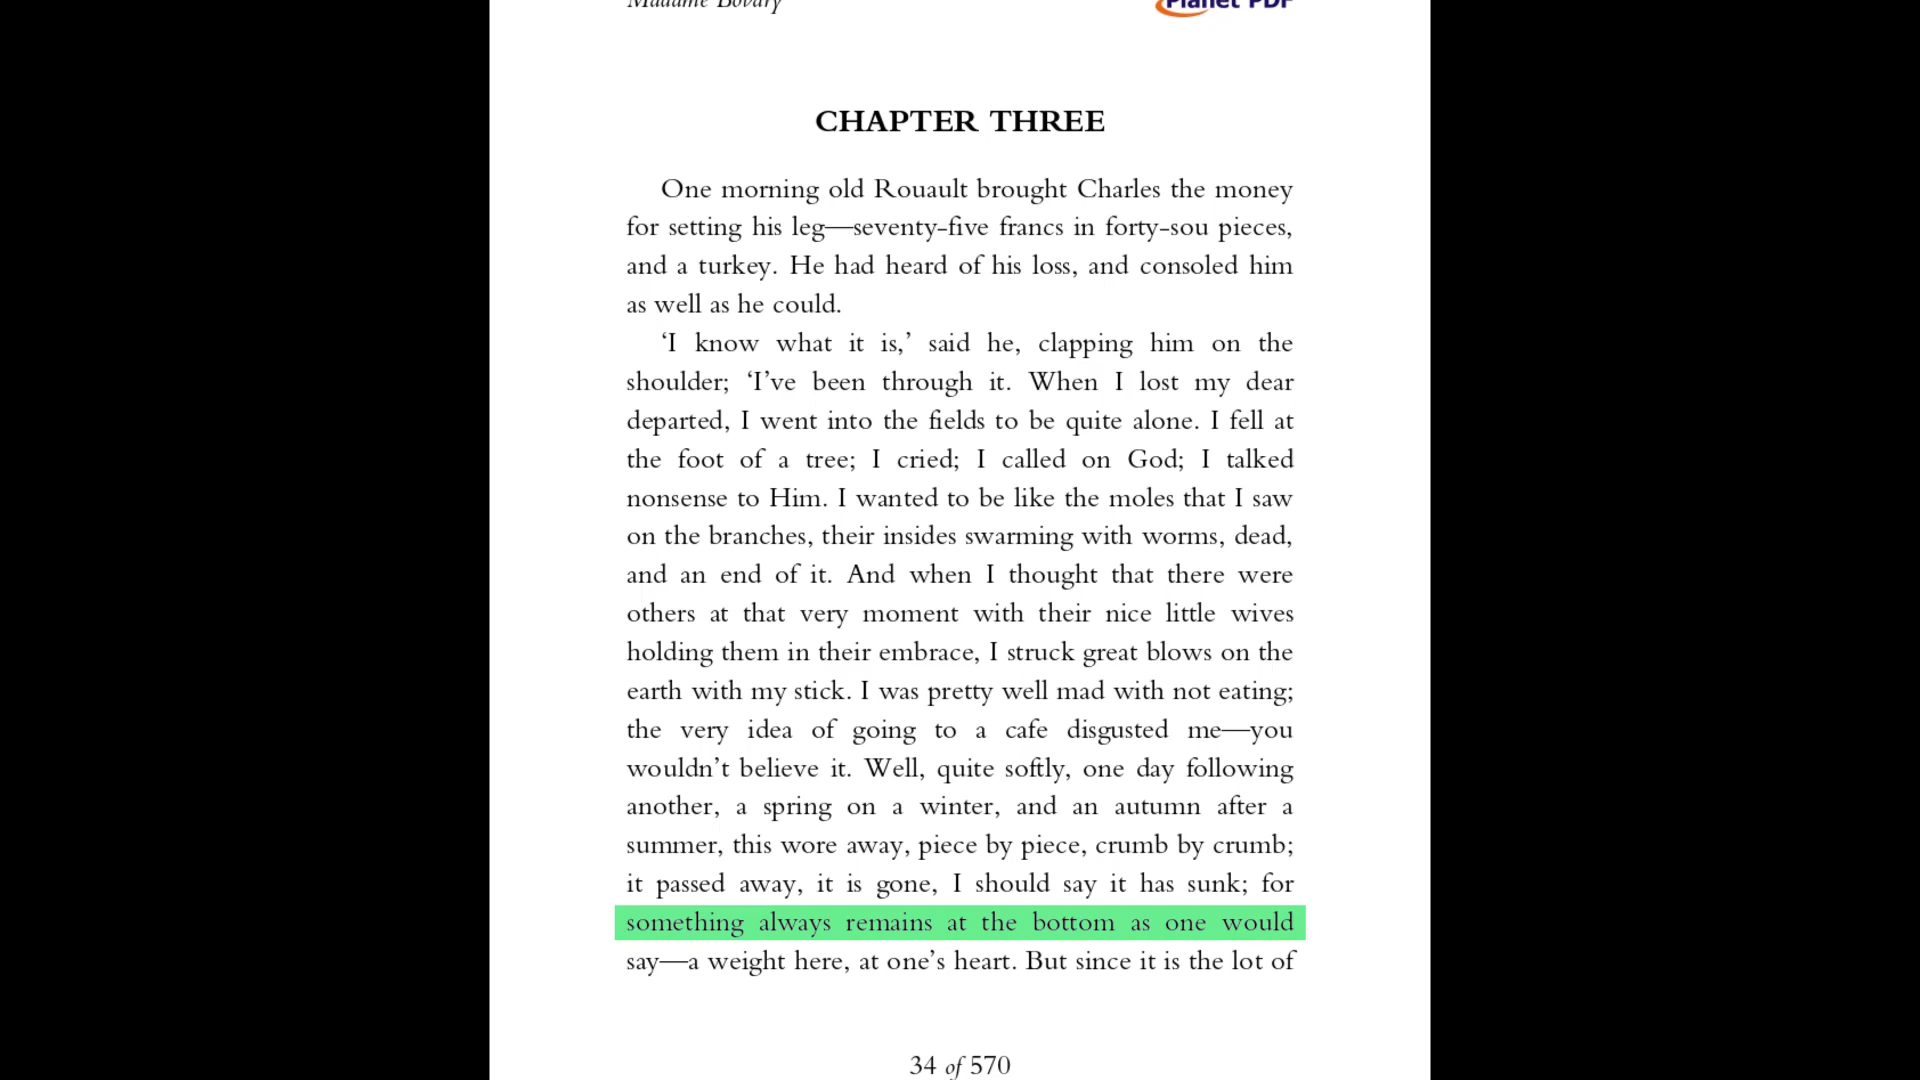 Madame Bovary
Planet PDF
CHAPTER THREE
One morning old Rouault brought Charles the money
for setting his leg—seventy-five francs in forty-sou pieces,
and a turkey. He had heard of his loss, and consoled him
as well as he could.
‘I know what it is,’ said he, clapping him on the
shoulder; ‘I’ve been through it. When I lost my dear
departed, I went into the fields to be quite alone. I fell at
the foot of a tree; I cried; I called on God; I talked
nonsense to Him. I wanted to be like the moles that I saw
on the branches, their insides swarming with worms, dead,
and an end of it. And when I thought that there were
others at that very moment with their nice little wives
holding them in their embrace, I struck great blows on the
earth with my stick. I was pretty well mad with not eating;
the very idea of going to a cafe disgusted me—you
wouldn’t believe it. Well, quite softly, one day following
another, a spring on a winter, and an autumn after a
summer, this wore away, piece by piece, crumb by crumb;
it passed away, it is gone, I should say it has sunk; for
something always remains at the bottom as one would
say—a weight here, at one’s heart. But since it is the lot of
34 of 570